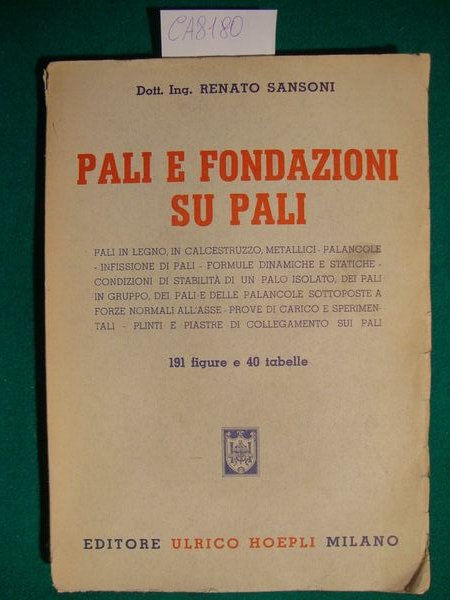 CA8180
Dott. Ing. RENATO SANSONI
PALI E FONDAZIONI
SU PALI
PALI IN LEGNO, IN CALCESTRUZZO, METALLICI - PALANCOLE
- INFISSIONE DI PALI - FORMULE DINAMICHE E STATICHE -
CONDIZIONI DI STABILITÀ DI UN PALO ISOLATO, DEI PALI
IN GRUPPO, DEI PALI E DELLE PALANCOLE SOTTOPOSTE A
FORZE NORMALI ALL'ASSE - PROVE DI CARICO E SPERIMEN-
TALI - PLINTI E PIASTRE DI COLLEGAMENTO SUI PALI
191 figure e 40 tabelle
EDITORE ULRICO HOEPLI MILANO